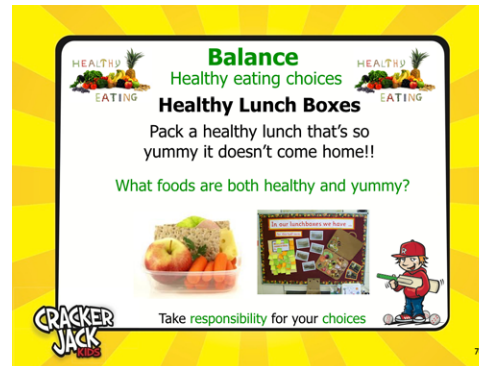 Balance
HEALTHY
EATING
Healthy eating choices
HEALTHY
EATING
Healthy Lunch Boxes
Pack a healthy lunch that's so
yummy it doesn't come home!!
What foods are both healthy and yummy?
In our lunchboxes we have ...
CRACKER
JACK
KIDS
Take responsibility for your choices
7